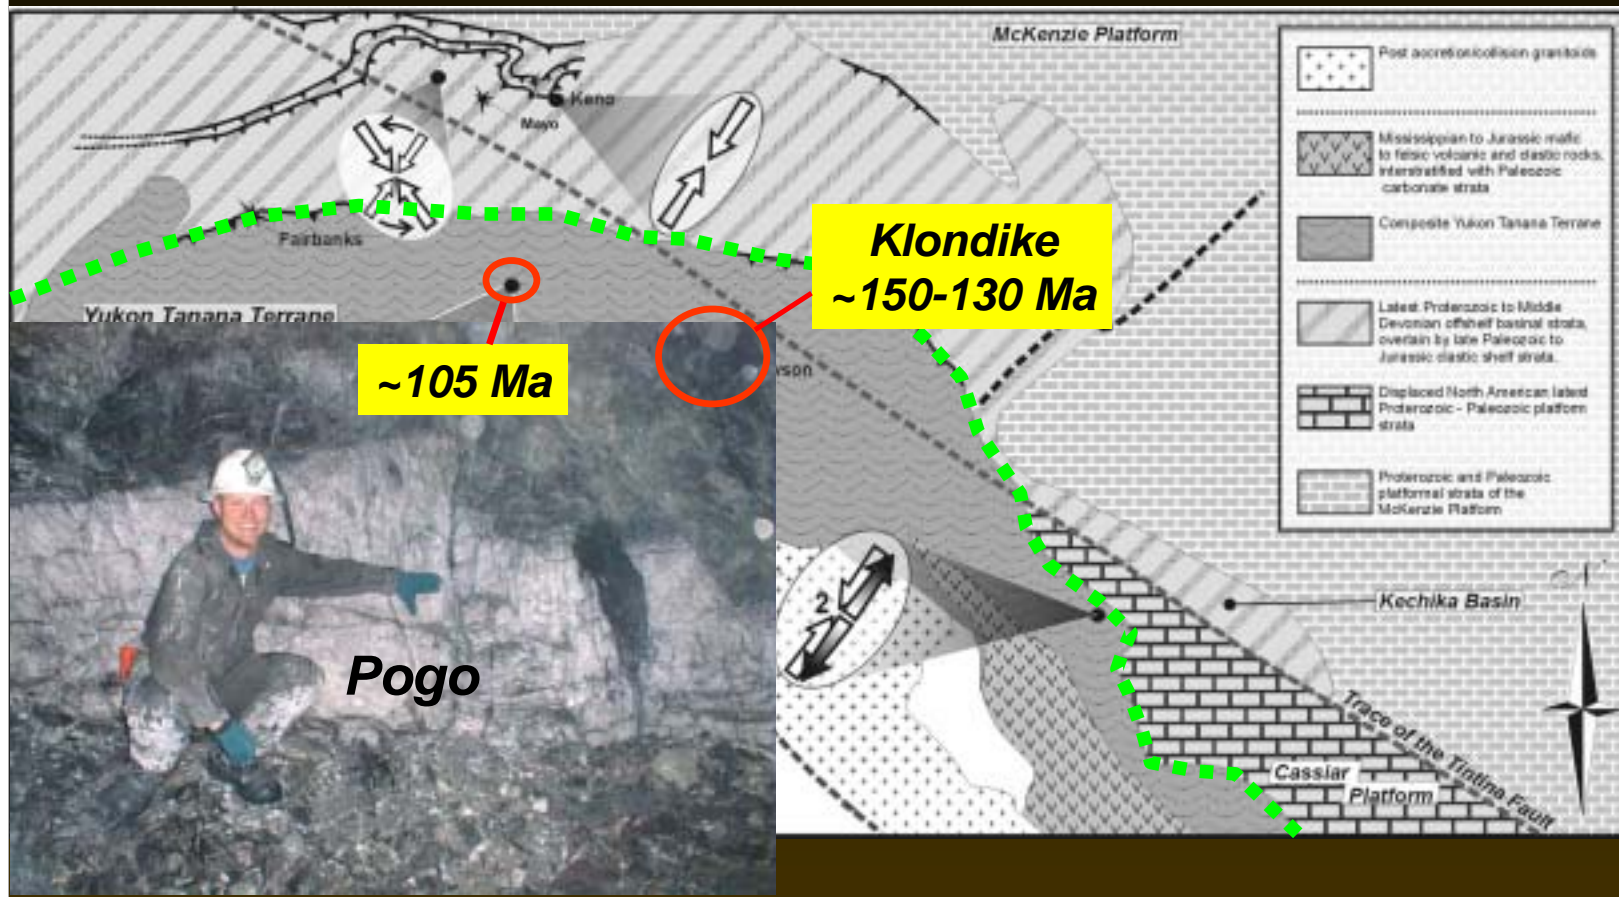 McKenzie Platform
Keno
Mayo
Fairbanks
Yukon Tanana Terrane
Klondike
~150-130 Ma
~105 Ma
wson
Pogo
2
Kechika Basin
Trace of the Tintina Fault
Cassiar
Platform
Post accretion/collision granitoids
Mississippian to Jurassic mafic
to felsic volcanic and clastic rocks,
interstratified with Paleozoic
carbonate strata
Composite Yukon Tanana Terrane
Latest Proterozoic to Middle
Devonian offshelf basinal strata,
overlain by late Paleozoic to
Jurassic clastic shelf strata.
Displaced North American latest
Proterozoic - Paleozoic platform
strata
Proterozoic and Paleozoic
platformal strata of the
McKenzie Platform